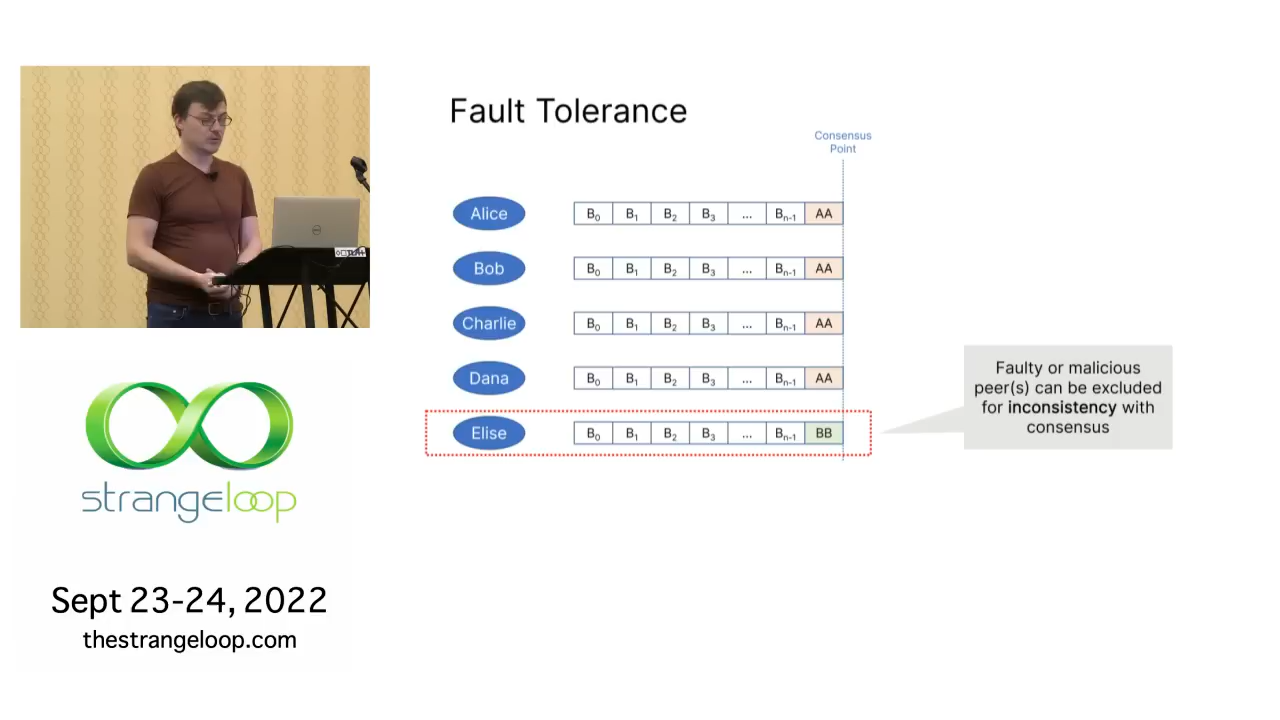 Fault Tolerance
Consensus
Point
Alice B₀ B₁ B₂ B₃ ... Bₙ₋₁ AA
Bob B₀ B₁ B₂ B₃ ... Bₙ₋₁ AA
Charlie B₀ B₁ B₂ B₃ ... Bₙ₋₁ AA
Dana B₀ B₁ B₂ B₃ ... Bₙ₋₁ AA
Elise B₀ B₁ B₂ B₃ ... Bₙ₋₁ BB
Faulty or malicious
peer(s) can be excluded
for inconsistency with
consensus
strangeloop
Sept 23-24, 2022
thestrangeloop.com